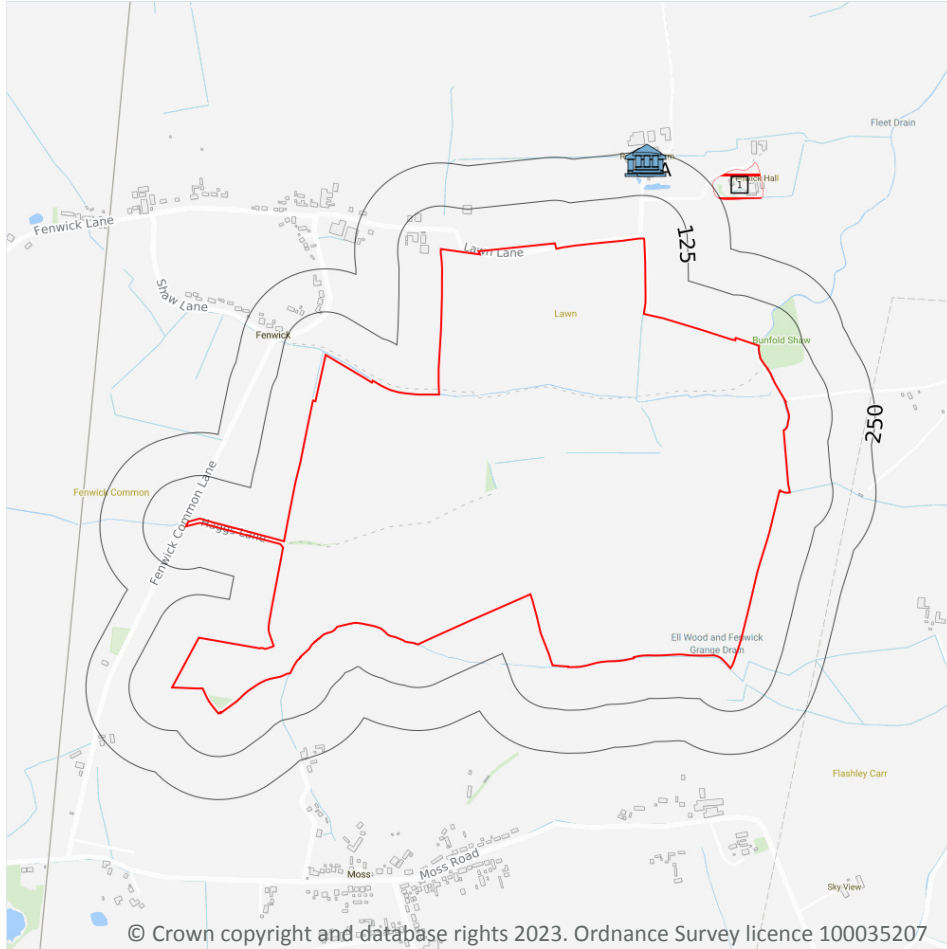 Fleet Drain
A
1
Fenwick Lane
125
Lawn Lane
Shaw Lane
Lawn
Fenwick
Bunfold Shaw
250
Fenwick Common
Fenwick Common Lane
Haggs Lane
Ell Wood and Fenwick
Grange Drain
Flashley Carr
Moss Road
Moss
Sky View
© Crown copyright and database rights 2023. Ordnance Survey licence 100035207